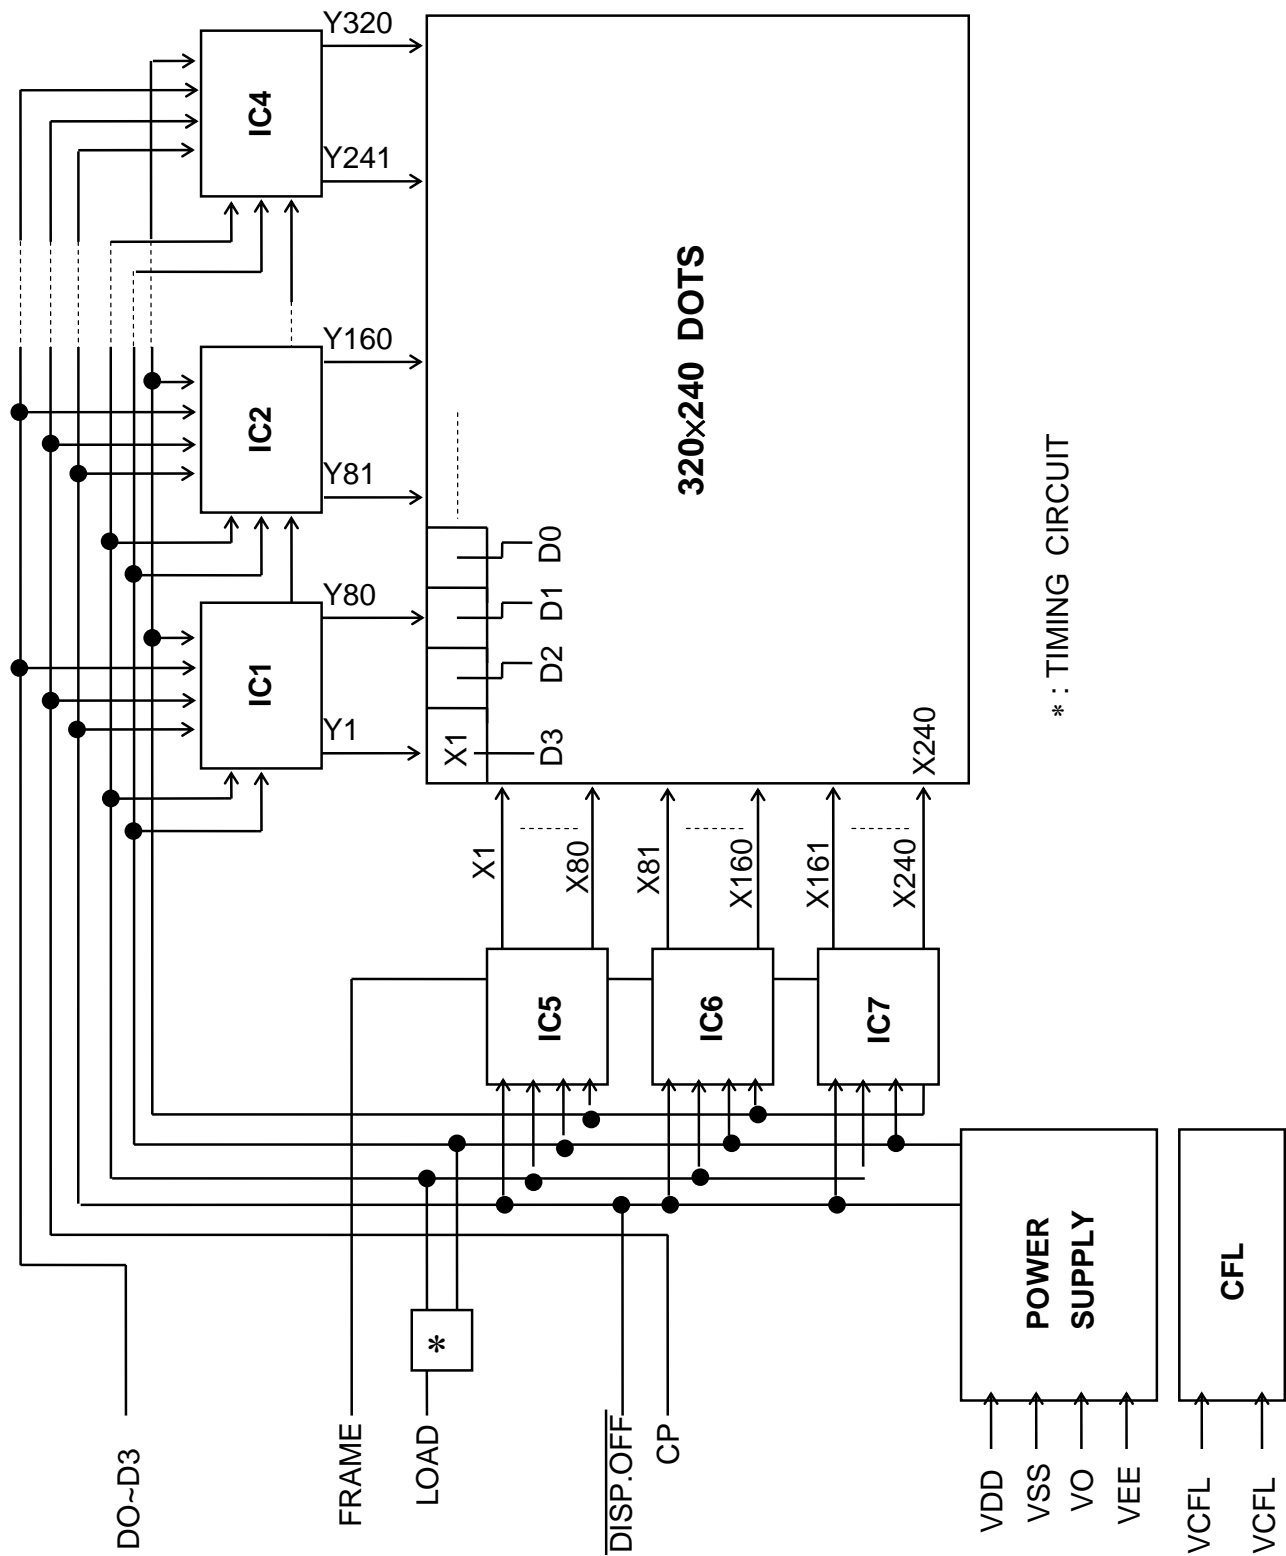 DO~D3
FRAME
LOAD
DISP.OFF
CP
VDD
VSS
VO
VEE
VCFL
VCFL
*
POWER
SUPPLY
CFL
IC5
IC6
IC7
X1
X80
X81
X160
X161
X240
IC1
IC2
IC4
Y1
Y80
Y81
Y160
Y241
Y320
X1
D3
D2
D1
D0
X240
320×240 DOTS
* : TIMING CIRCUIT